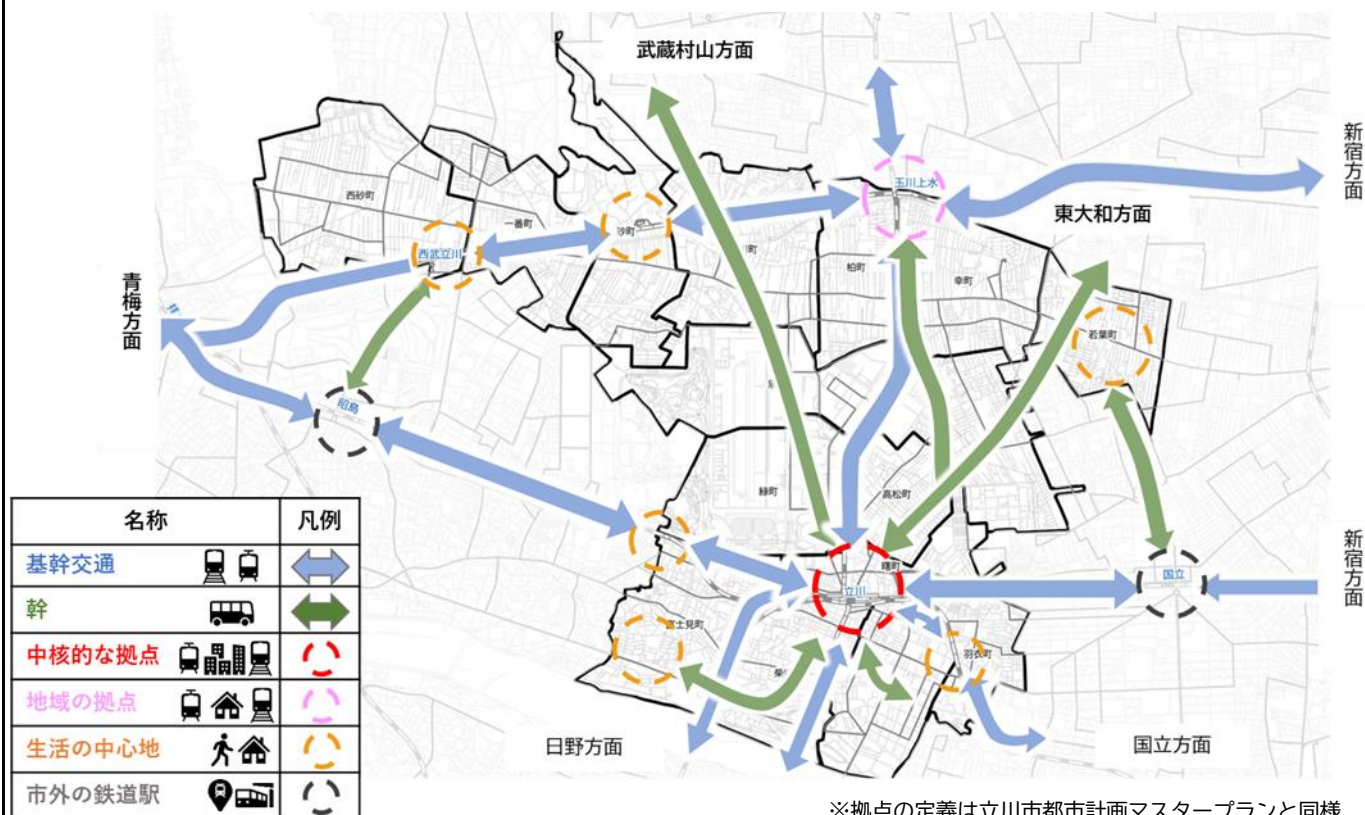 武蔵村山方面
新宿方面
玉川上水
東大和方面
西砂町
一番町
砂町
西武立川
柏町
幸町
若葉町
青梅方面
昭島
緑町
高松町
曙町
立川
国立
新宿方面
富士見町
羽衣町
日野方面
国立方面
名称
凡例
基幹交通
幹
中核的な拠点
地域の拠点
生活の中心地
市外の鉄道駅
※拠点の定義は立川市都市計画マスタープランと同様